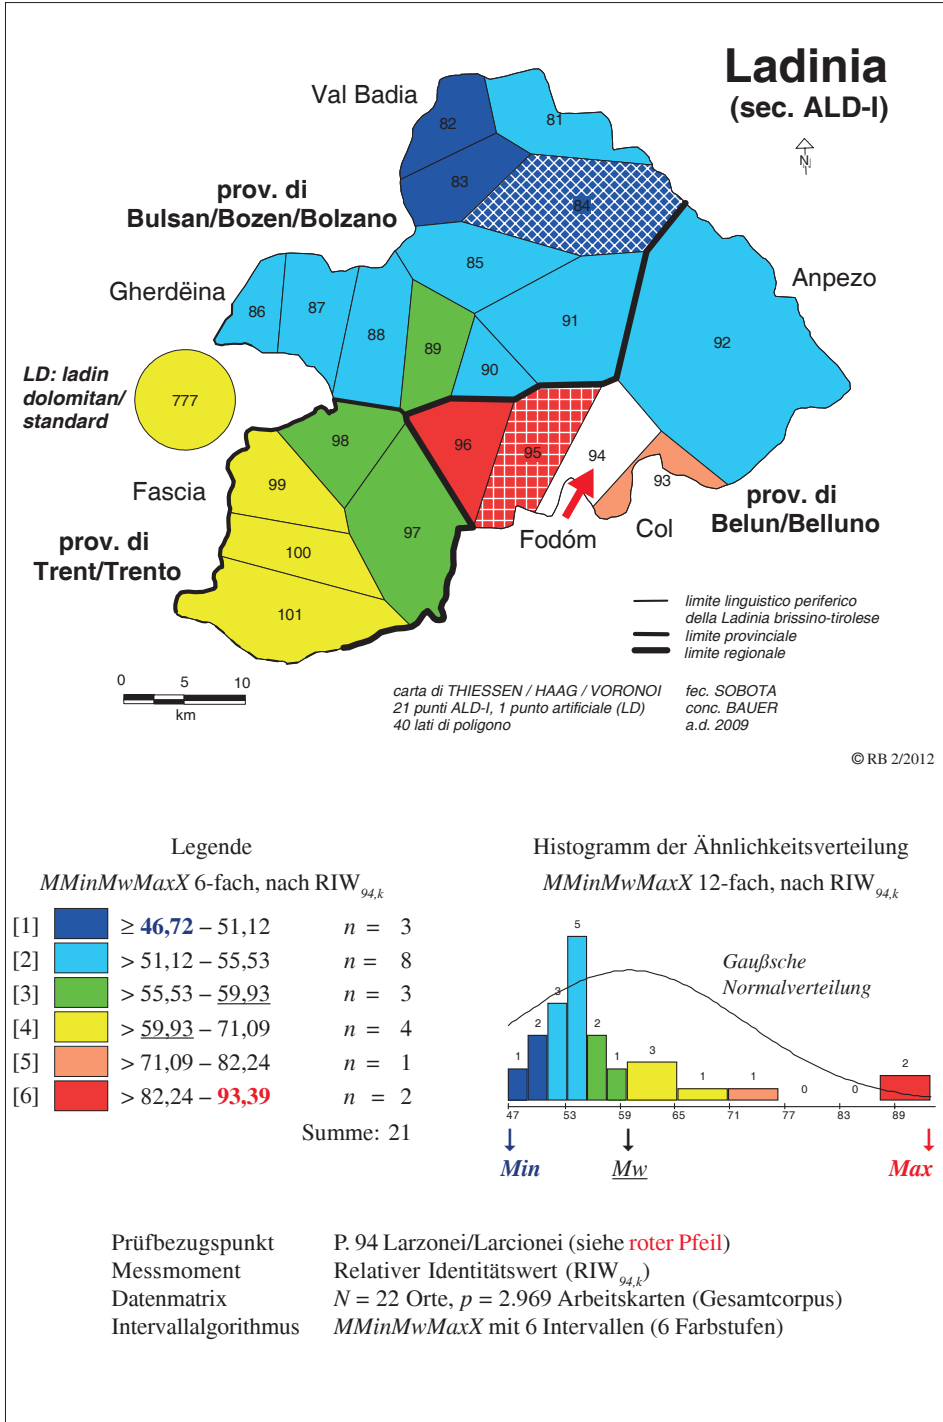 Ladinia
(sec. ALD-I)
N
Val Badia
prov. di
Bulsan/Bozen/Bolzano
Gherdëina
Anpezo
LD: ladin
dolomitan/
standard
777
Fascia
prov. di
Trent/Trento
Fodóm
Col
prov. di
Belun/Belluno
81
82
83
84
85
86
87
88
89
90
91
92
93
94
95
96
97
98
99
100
101
limite linguistico periferico
della Ladinia brissino-tirolese
limite provinciale
limite regionale
0 5 10
km
carta di THIESSEN / HAAG / VORONOI
21 punti ALD-I, 1 punto artificiale (LD)
40 lati di poligono
fec. SOBOTA
conc. BAUER
a.d. 2009
© RB 2/2012
Legende
MMinMwMaxX 6-fach, nach RIW94,k
[1] ≥ 46,72 – 51,12 n = 3
[2] > 51,12 – 55,53 n = 8
[3] > 55,53 – 59,93 n = 3
[4] > 59,93 – 71,09 n = 4
[5] > 71,09 – 82,24 n = 1
[6] > 82,24 – 93,39 n = 2
Summe: 21
Histogramm der Ähnlichkeitsverteilung
MMinMwMaxX 12-fach, nach RIW94,k
Gaußsche
Normalverteilung
1 2 3 5 2 1 3 1 1 0 0 2
47 53 59 65 71 77 83 89
Min Mw Max
Prüfbezugspunkt P. 94 Larzonei/Larcionei (siehe roter Pfeil)
Messmoment Relativer Identitätswert (RIW94,k)
Datenmatrix N = 22 Orte, p = 2.969 Arbeitskarten (Gesamtcorpus)
Intervallalgorithmus MMinMwMaxX mit 6 Intervallen (6 Farbstufen)